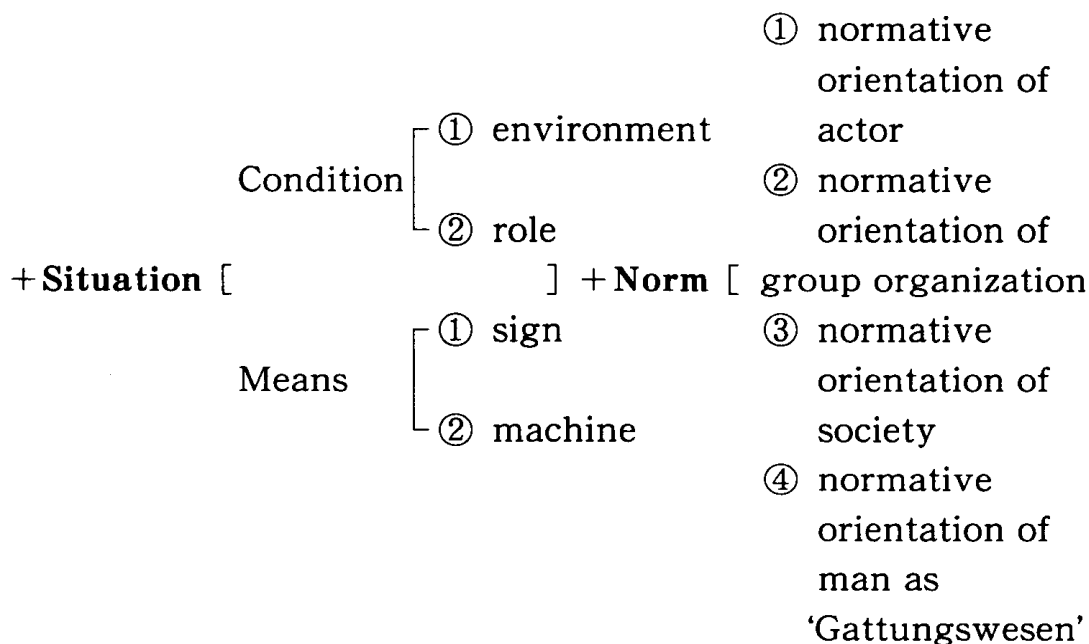 ① normative
orientation of
① environment actor
Condition ② normative
② role orientation of
+Situation [ ] +Norm [ group organization
① sign ③ normative
Means orientation of
② machine society
④ normative
orientation of
man as
‘Gattungswesen’